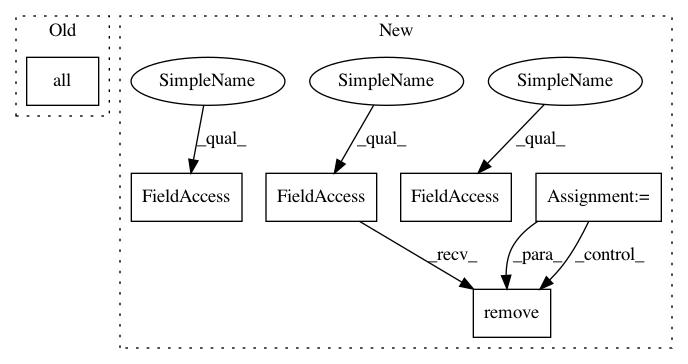 Old
New
all
SimpleName
SimpleName
SimpleName
_qual_
_qual_
_qual_
FieldAccess
FieldAccess
FieldAccess
Assignment:=
_recv_
_para_
_control_
remove